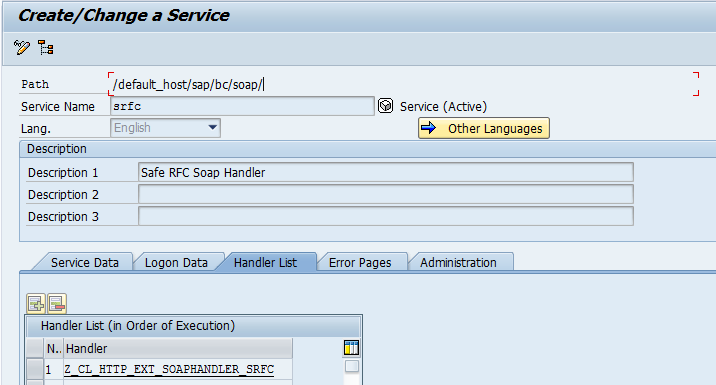 Create/Change a Service
Path /default_host/sap/bc/soap/
Service Name srfc Service (Active)
Lang. English Other Languages
Description
Description 1 Safe RFC Soap Handler
Description 2
Description 3
Service Data Logon Data Handler List Error Pages Administration
Handler List (in Order of Execution)
N.. Handler
1 Z_CL_HTTP_EXT_SOAPHANDLER_SRFC